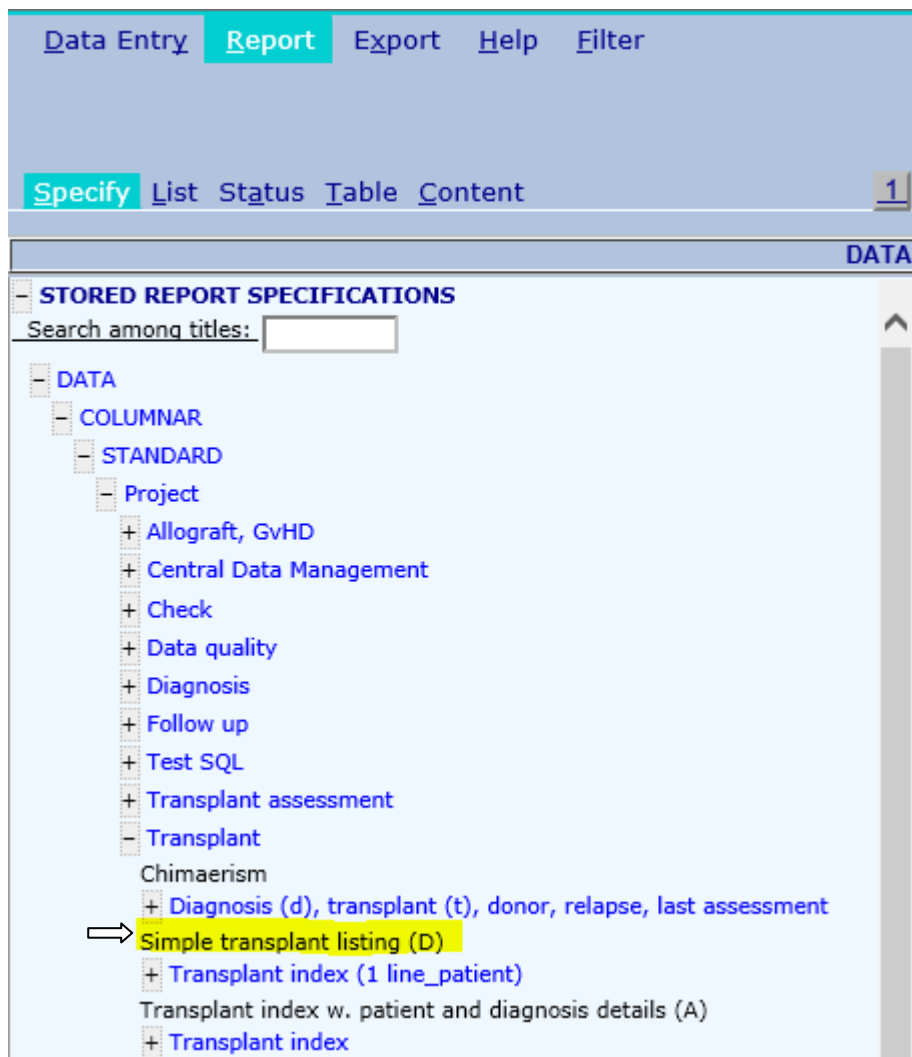 Data Entry Report Export Help Filter
Specify List Status Table Content 1
DATA
- STORED REPORT SPECIFICATIONS
Search among titles:
- DATA
- COLUMNAR
- STANDARD
- Project
+ Allograft, GvHD
+ Central Data Management
+ Check
+ Data quality
+ Diagnosis
+ Follow up
+ Test SQL
+ Transplant assessment
- Transplant
Chimaerism
+ Diagnosis (d), transplant (t), donor, relapse, last assessment
Simple transplant listing (D)
+ Transplant index (1 line_patient)
Transplant index w. patient and diagnosis details (A)
+ Transplant index